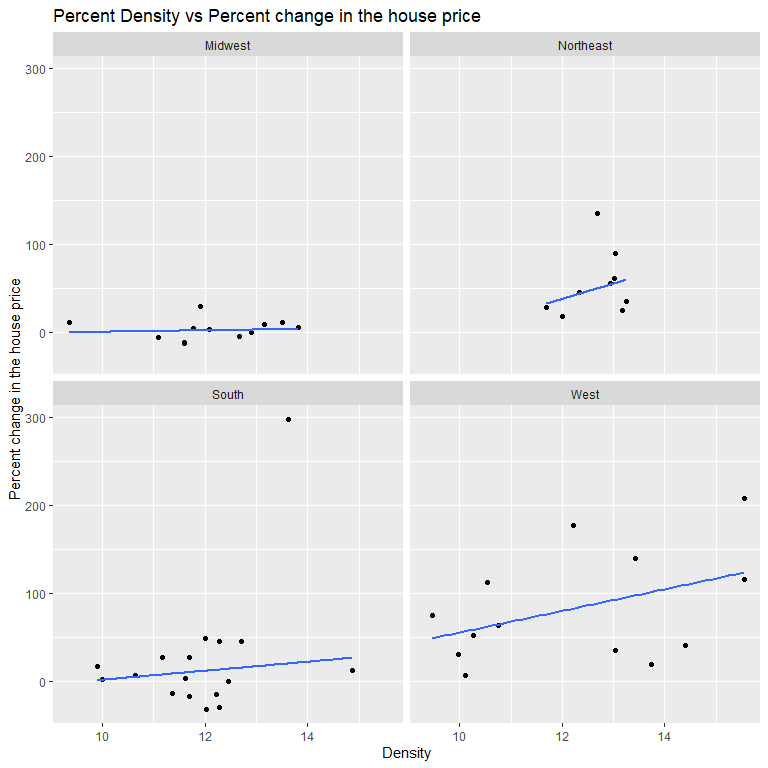 Percent Density vs Percent change in the house price
Midwest
Northeast
300
200
100
0
South
West
300
200
100
0
10
12
14
10
12
14
Percent change in the house price
Density